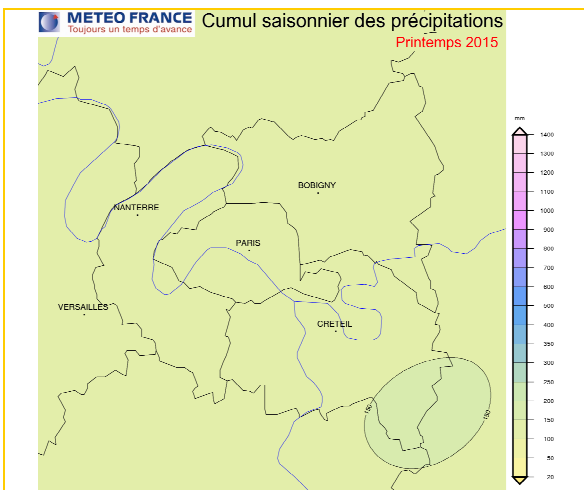 METEO FRANCE
Toujours un temps d'avance
Cumul saisonnier des précipitations
Printemps 2015
mm
1400
1300
1200
1100
1000
900
800
700
600
500
400
350
300
250
200
150
100
50
20
BOBIGNY
NANTERRE
PARIS
VERSAILLES
CRETEIL
150
150